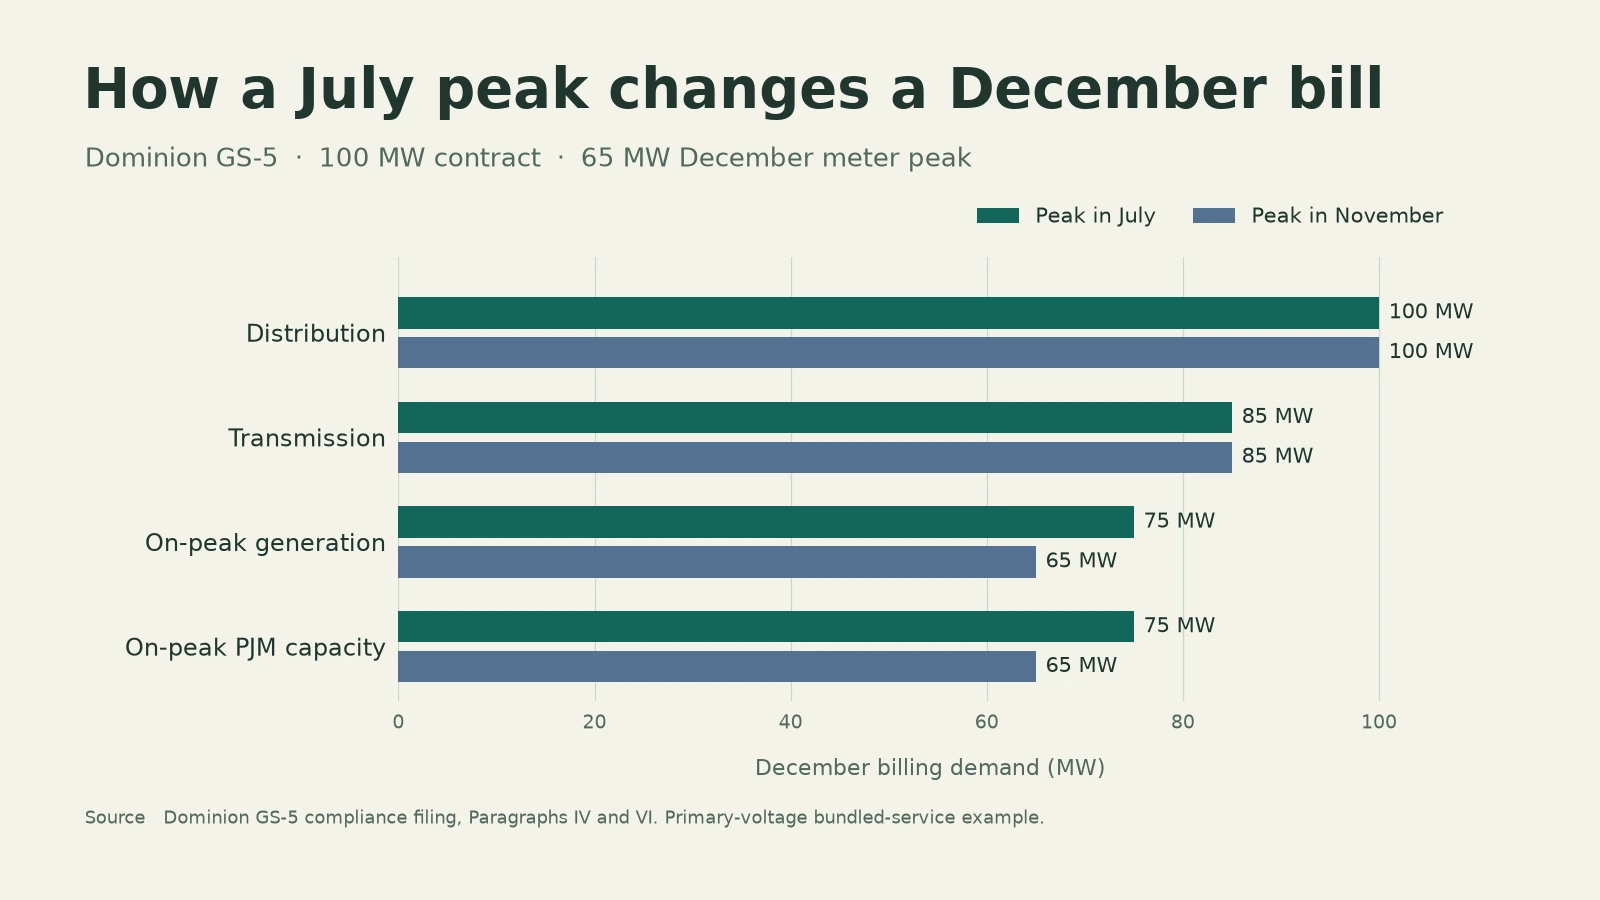 How a July peak changes a December bill
Dominion GS-5 · 100 MW contract · 65 MW December meter peak
Peak in July
Peak in November
Distribution
100 MW
100 MW
Transmission
85 MW
85 MW
On-peak generation
75 MW
65 MW
On-peak PJM capacity
75 MW
65 MW
0 20 40 60 80 100
December billing demand (MW)
Source Dominion GS-5 compliance filing, Paragraphs IV and VI. Primary-voltage bundled-service example.